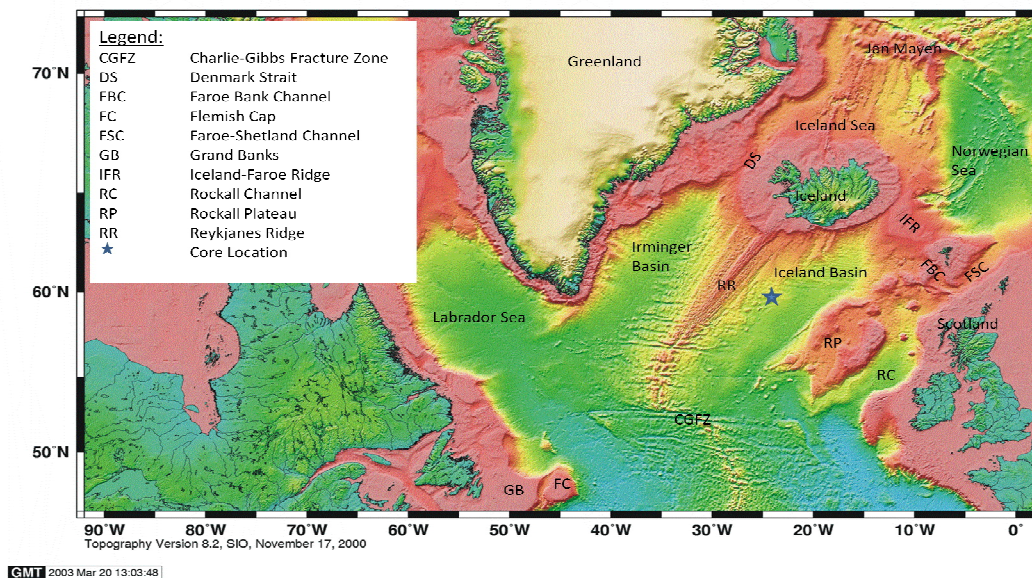 Legend:
CGFZ Charlie-Gibbs Fracture Zone
DS Denmark Strait
FBC Faroe Bank Channel
FC Flemish Cap
FSC Faroe-Shetland Channel
GB Grand Banks
IFR Iceland-Faroe Ridge
RC Rockall Channel
RP Rockall Plateau
RR Reykjanes Ridge
Core Location
Greenland
Jan Mayen
Iceland Sea
Norwegian
Sea
DS
Iceland
IFR
Irminger
Basin
FBC
FSC
Iceland Basin
RR
Labrador Sea
Scotland
RP
RC
CGFZ
GB
FC
70°N
60°N
50°N
90°W 80°W 70°W 60°W 50°W 40°W 30°W 20°W 10°W 0°
Topography Version 8.2, SIO, November 17, 2000
GMT 2003 Mar 20 13:03:48